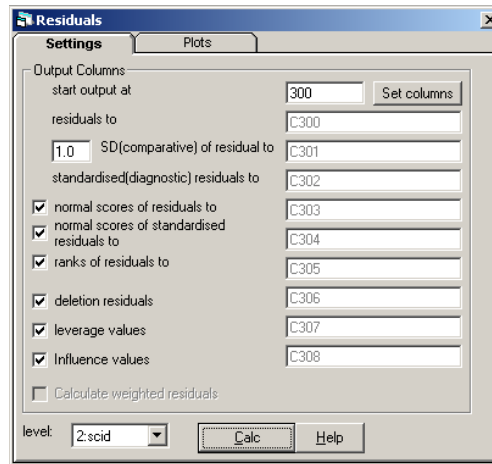 Residuals
Settings
Plots
Output Columns
start output at 300 Set columns
residuals to C300
1.0 SD(comparative) of residual to C301
standardised(diagnostic) residuals to C302
normal scores of residuals to C303
normal scores of standardised
residuals to C304
ranks of residuals to C305
deletion residuals C306
leverage values C307
Influence values C308
Calculate weighted residuals
level: 2:scid Calc Help